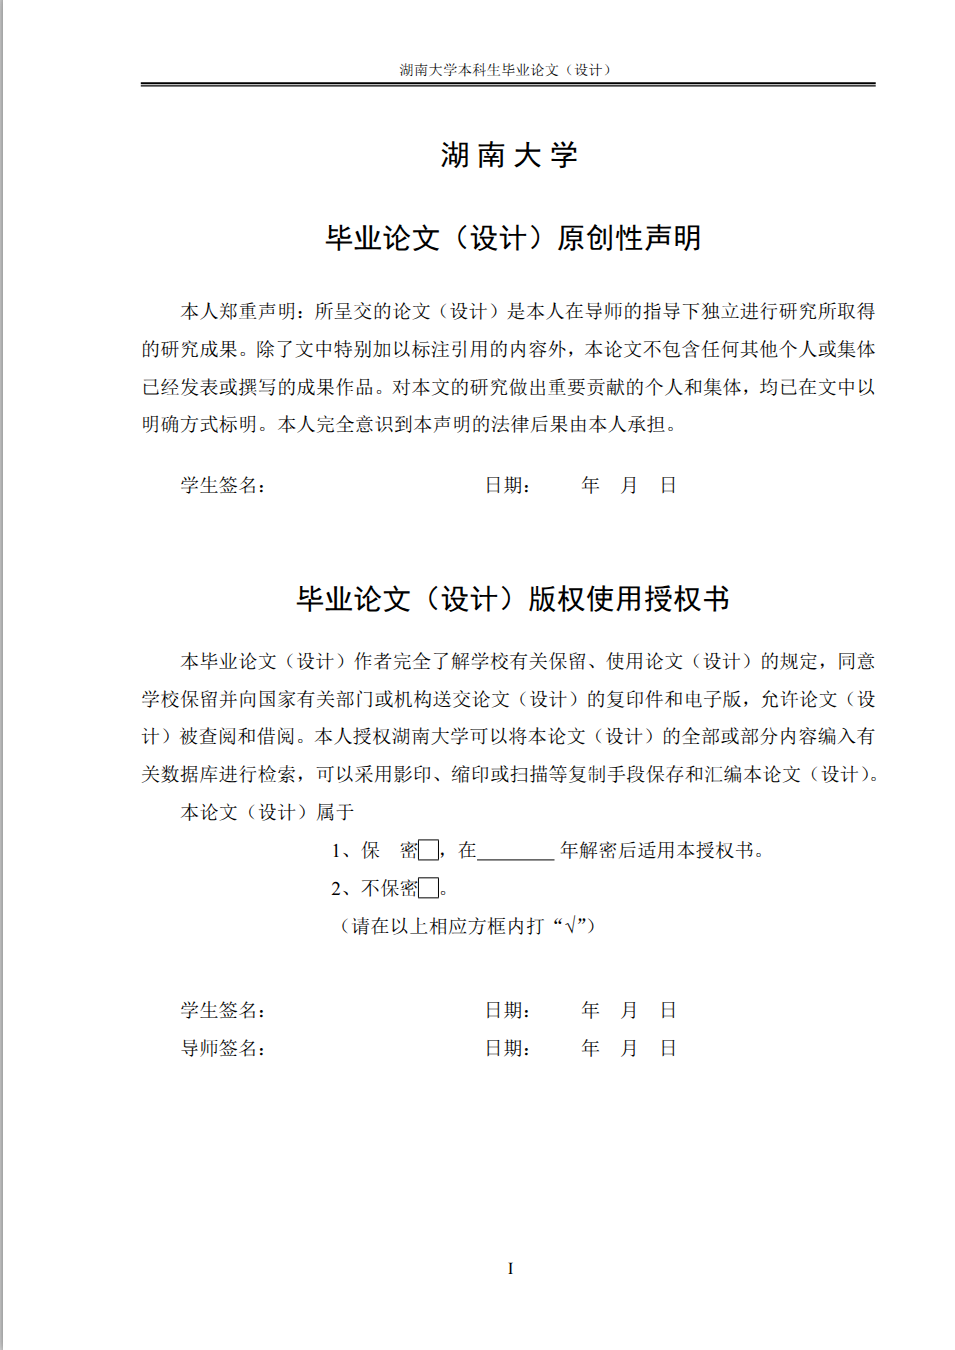 湖南大学本科生毕业论文（设计）
湖 南 大 学
毕业论文（设计）原创性声明
本人郑重声明：所呈交的论文（设计）是本人在导师的指导下独立进行研究所取得
的研究成果。除了文中特别加以标注引用的内容外，本论文不包含任何其他个人或集体
已经发表或撰写的成果作品。对本文的研究做出重要贡献的个人和集体，均已在文中以
明确方式标明。本人完全意识到本声明的法律后果由本人承担。
学生签名： 日期： 年 月 日
毕业论文（设计）版权使用授权书
本毕业论文（设计）作者完全了解学校有关保留、使用论文（设计）的规定，同意
学校保留并向国家有关部门或机构送交论文（设计）的复印件和电子版，允许论文（设
计）被查阅和借阅。本人授权湖南大学可以将本论文（设计）的全部或部分内容编入有
关数据库进行检索，可以采用影印、缩印或扫描等复制手段保存和汇编本论文（设计）。
本论文（设计）属于
1、保 密□，在________ 年解密后适用本授权书。
2、不保密□。
（请在以上相应方框内打“√”）
学生签名： 日期： 年 月 日
导师签名： 日期： 年 月 日
I